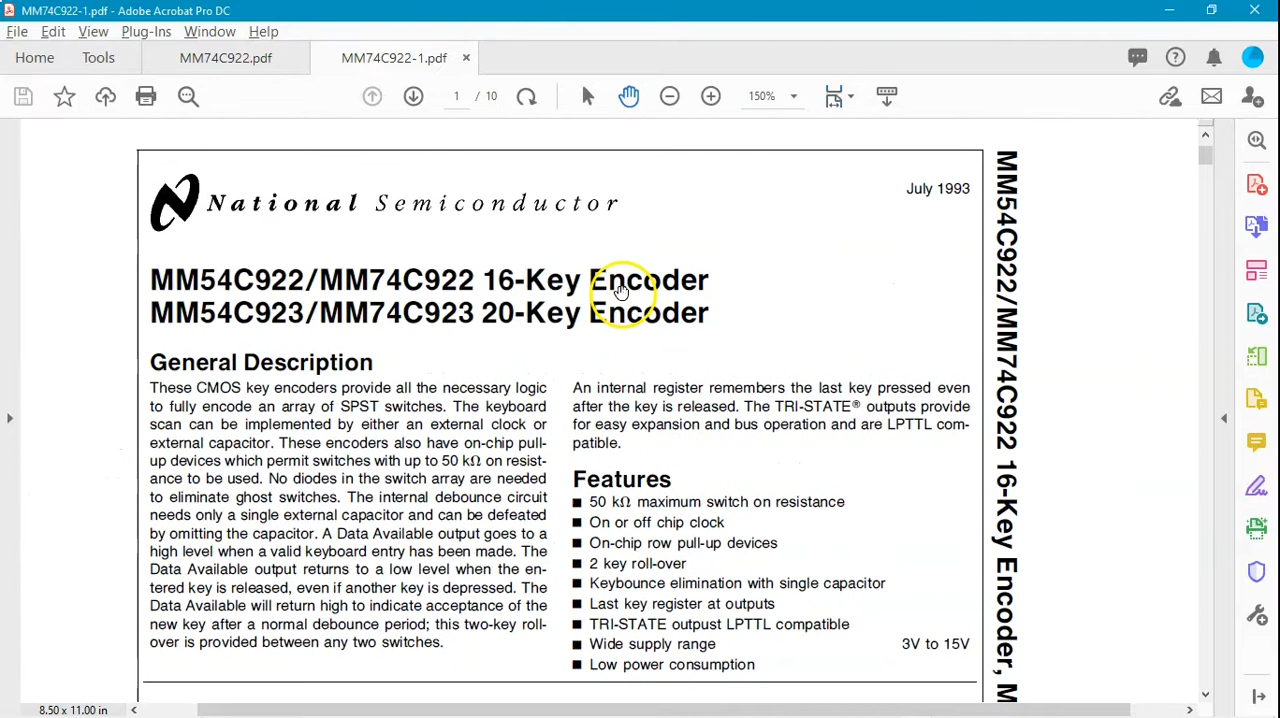 MM74C922-1.pdf - Adobe Acrobat Pro DC
File Edit View Plug-Ins Window Help
Home Tools MM74C922.pdf MM74C922-1.pdf ×
1 / 10 150%
National Semiconductor
July 1993
MM54C922/MM74C922 16-Key Encoder
MM54C923/MM74C923 20-Key Encoder
General Description
These CMOS key encoders provide all the necessary logic
to fully encode an array of SPST switches. The keyboard
scan can be implemented by either an external clock or
external capacitor. These encoders also have on-chip pull-
up devices which permit switches with up to 50 kΩ on resist-
ance to be used. No diodes in the switch array are needed
to eliminate ghost switches. The internal debounce circuit
needs only a single external capacitor and can be defeated
by omitting the capacitor. A Data Available output goes to a
high level when a valid keyboard entry has been made. The
Data Available output returns to a low level when the en-
tered key is released, even if another key is depressed. The
Data Available will return high to indicate acceptance of the
new key after a normal debounce period; this two-key roll-
over is provided between any two switches.
An internal register remembers the last key pressed even
after the key is released. The TRI-STATE® outputs provide
for easy expansion and bus operation and are LPTTL com-
patible.
Features
■ 50 kΩ maximum switch on resistance
■ On or off chip clock
■ On-chip row pull-up devices
■ 2 key roll-over
■ Keybounce elimination with single capacitor
■ Last key register at outputs
■ TRI-STATE outpust LPTTL compatible
■ Wide supply range 3V to 15V
■ Low power consumption
MM54C922/MM74C922 16-Key Encoder, M
8.50 x 11.00 in